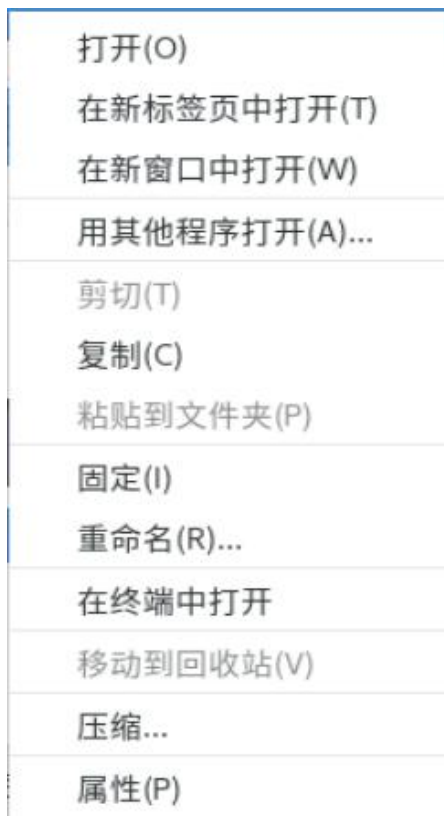 打开(O)
在新标签页中打开(T)
在新窗口中打开(W)
用其他程序打开(A)...
剪切(T)
复制(C)
粘贴到文件夹(P)
固定(I)
重命名(R)...
在终端中打开
移动到回收站(V)
压缩...
属性(P)